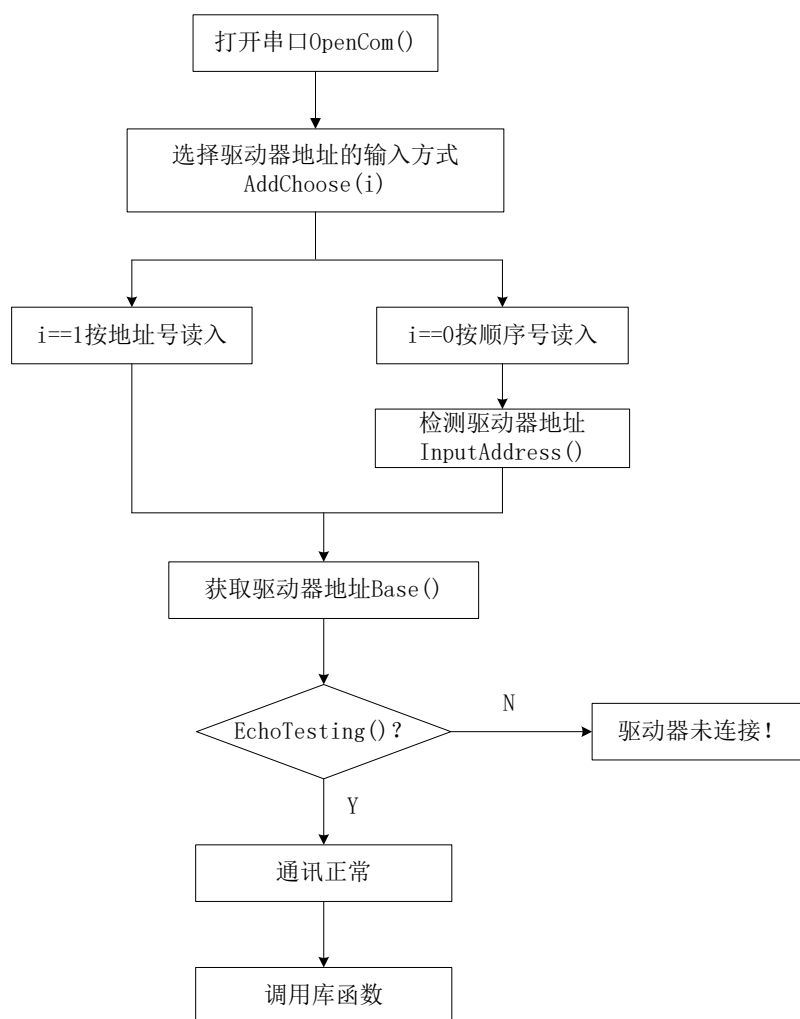 打开串口OpenCom()
选择驱动器地址的输入方式
AddChoose(i)
i==1按地址号读入
i==0按顺序号读入
检测驱动器地址
InputAddress()
获取驱动器地址Base()
EchoTesting()?
N
驱动器未连接!
Y
通讯正常
调用库函数